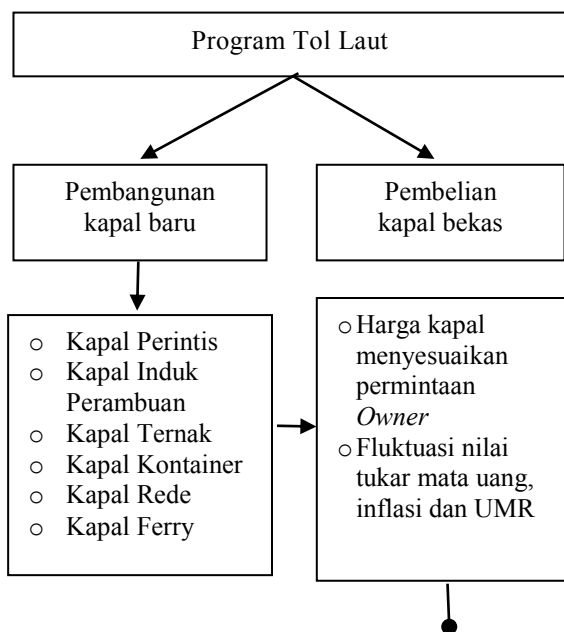 Program Tol Laut
Pembangunan
kapal baru
Pembelian
kapal bekas
o Kapal Perintis
o Kapal Induk
Perambuan
o Kapal Ternak
o Kapal Kontainer
o Kapal Rede
o Kapal Ferry
o Harga kapal
menyesuaikan
permintaan
Owner
o Fluktuasi nilai
tukar mata uang,
inflasi dan UMR